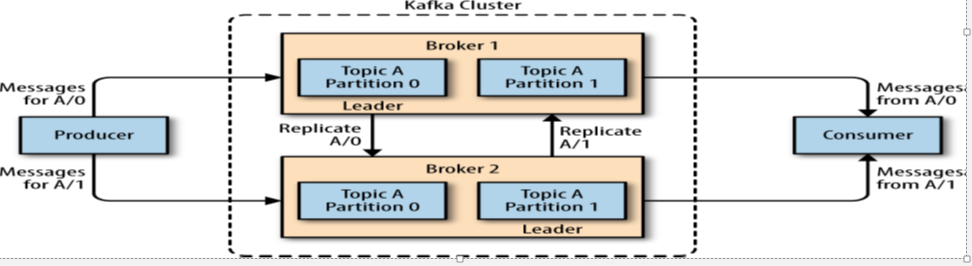 Kafka Cluster
Broker 1
Topic A
Partition 0
Topic A
Partition 1
Leader
Messages
for A/0
Messages
from A/0
Producer
Replicate
A/0
Replicate
A/1
Consumer
Messages
for A/1
Messages
from A/1
Broker 2
Topic A
Partition 0
Topic A
Partition 1
Leader